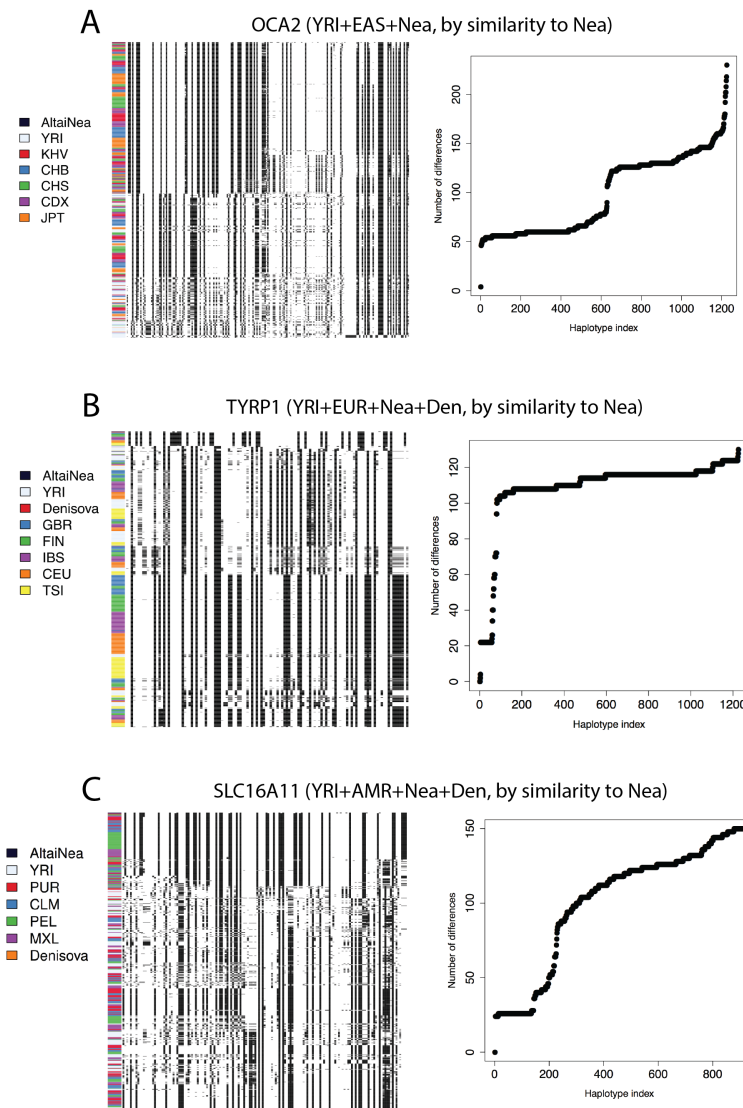 A
OCA2 (YRI+EAS+Nea, by similarity to Nea)
AltaiNea
YRI
KHV
CHB
CHS
CDX
JPT
Number of differences
0 50 100 150 200
0 200 400 600 800 1000 1200
Haplotype index
B
TYRP1 (YRI+EUR+Nea+Den, by similarity to Nea)
AltaiNea
YRI
Denisova
GBR
FIN
IBS
CEU
TSI
Number of differences
0 20 40 60 80 100 120
0 200 400 600 800 1000 1200
Haplotype index
C
SLC16A11 (YRI+AMR+Nea+Den, by similarity to Nea)
AltaiNea
YRI
PUR
CLM
PEL
MXL
Denisova
Number of differences
0 50 100 150
0 200 400 600 800
Haplotype index